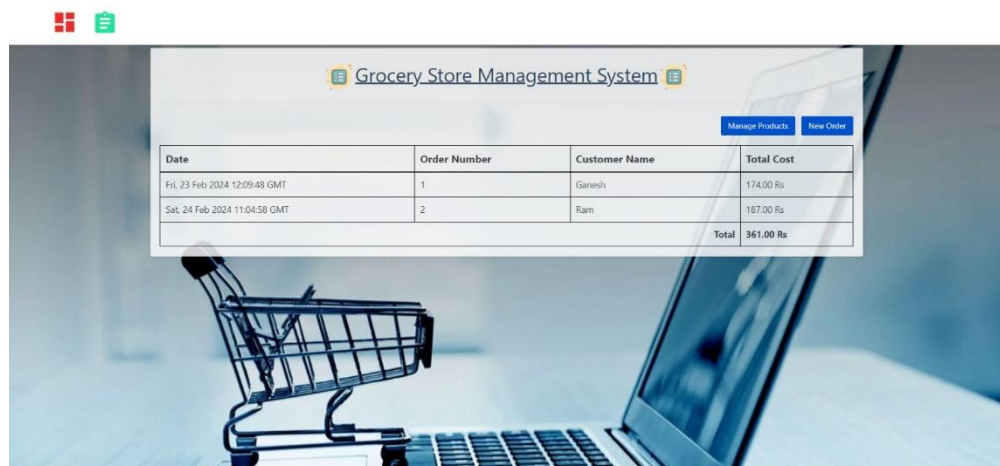 Grocery Store Management System
Manage Products New Order
Date Order Number Customer Name Total Cost
Fri, 23 Feb 2024 12:09:48 GMT 1 Ganesh 174.00 Rs
Sat, 24 Feb 2024 11:04:58 GMT 2 Ram 187.00 Rs
Total 361.00 Rs